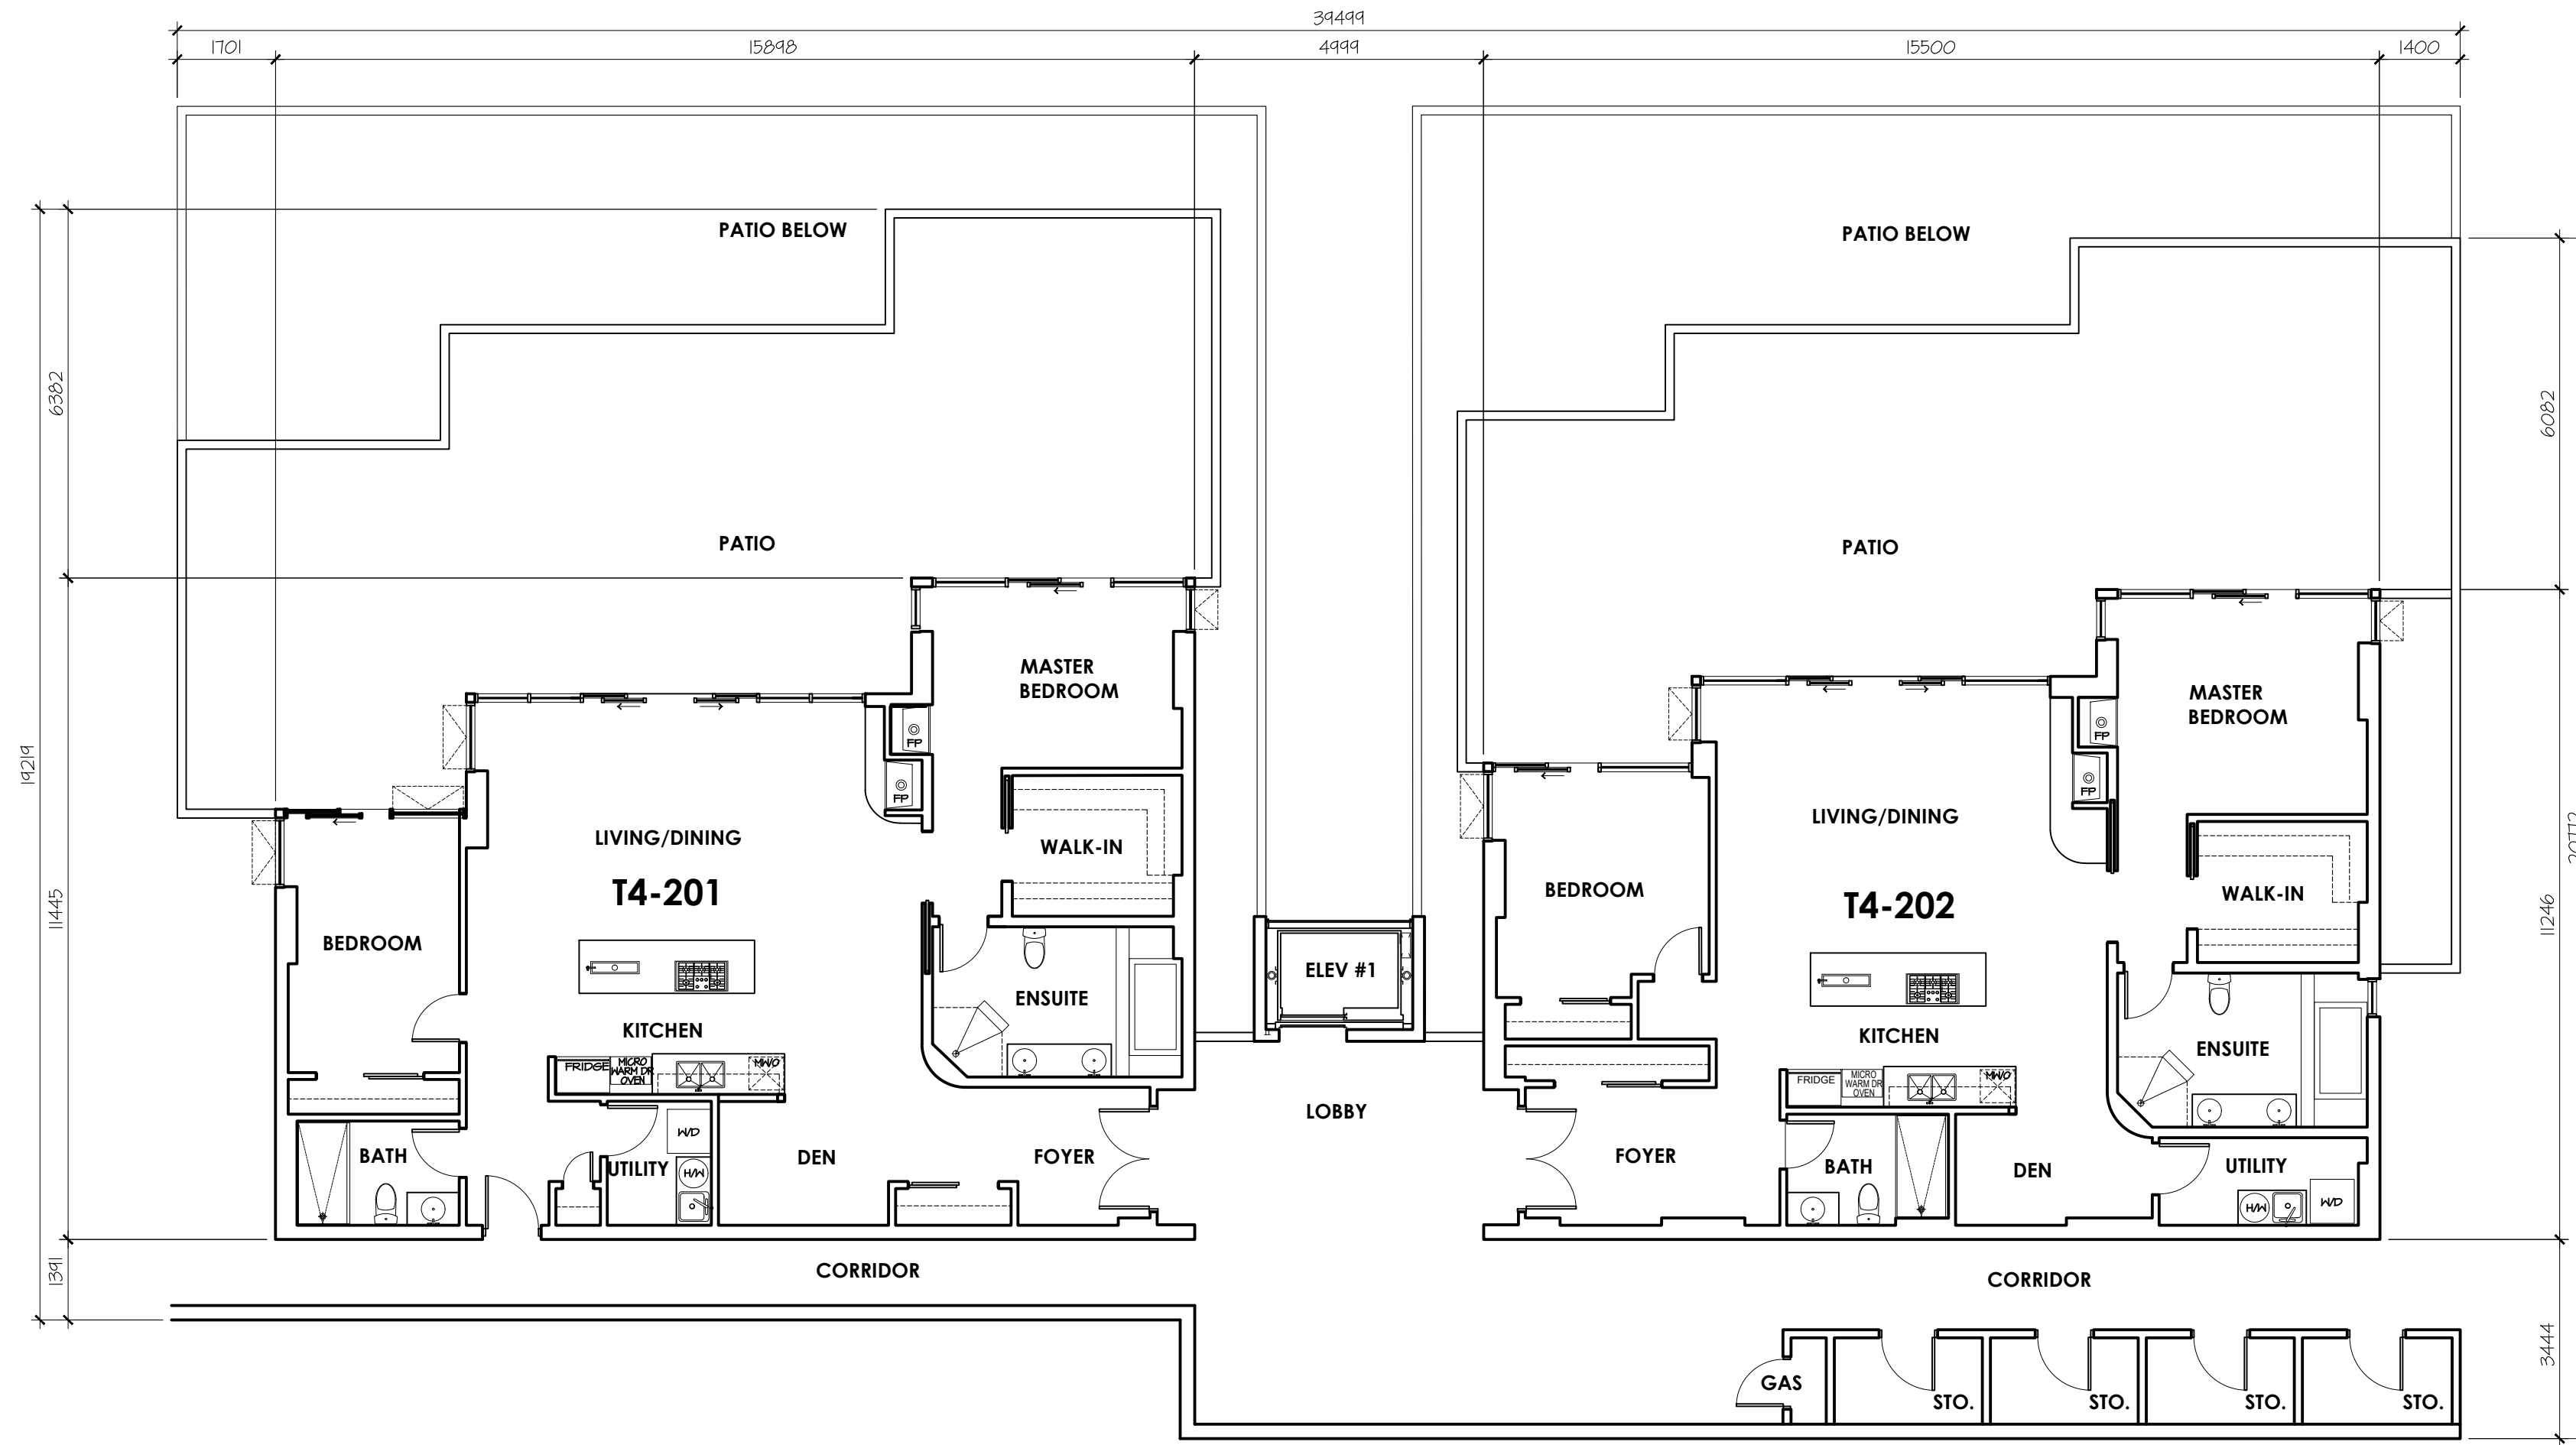 39499
1701
15898
4999
15500
1400
PATIO BELOW
PATIO BELOW
6382
6082
PATIO
PATIO
MASTER
BEDROOM
MASTER
BEDROOM
FP
FP
FP
FP
19219
20772
LIVING/DINING
LIVING/DINING
WALK-IN
WALK-IN
T4-201
T4-202
BEDROOM
BEDROOM
11445
11246
ELEV #1
ENSUITE
ENSUITE
KITCHEN
KITCHEN
FRIDGE
MICRO
WARM DR
OVEN
MWO
FRIDGE
MICRO
WARM DR
OVEN
MWO
LOBBY
W/D
BATH
UTILITY
H/W
DEN
FOYER
FOYER
BATH
DEN
UTILITY
H/W
W/D
1391
CORRIDOR
CORRIDOR
3444
GAS
STO.
STO.
STO.
STO.